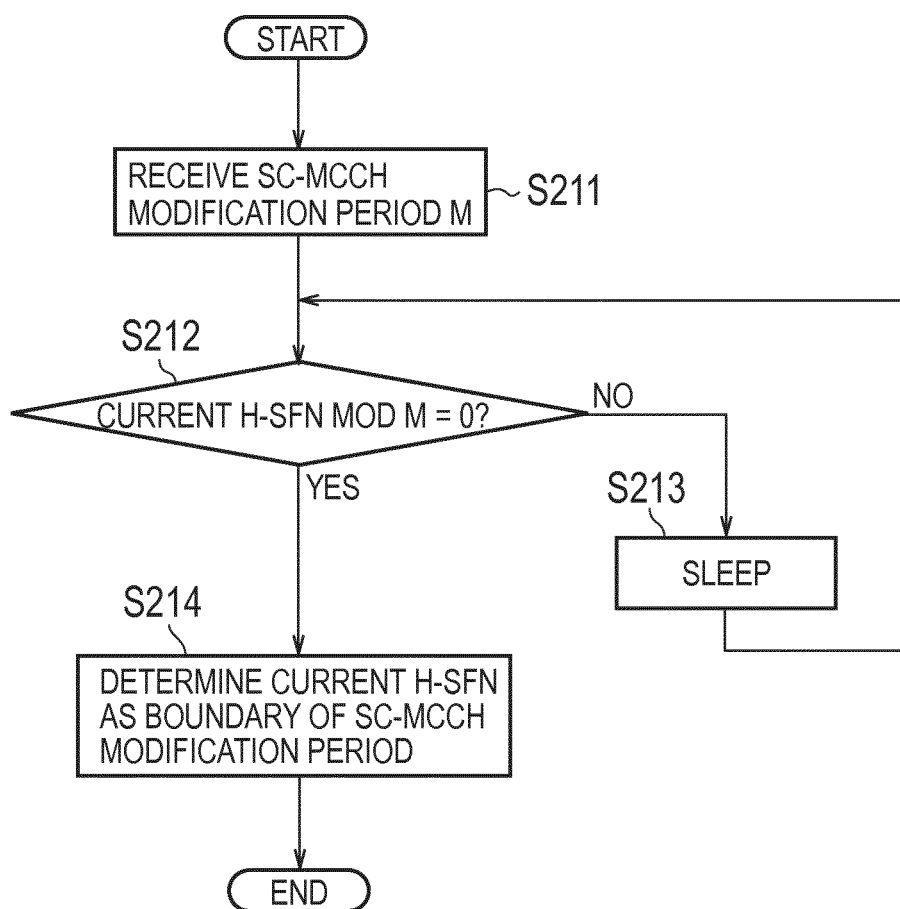 START
RECEIVE SC-MCCH
MODIFICATION PERIOD M
S211
S212
CURRENT H-SFN MOD M = 0?
NO
YES
S213
SLEEP
S214
DETERMINE CURRENT H-SFN
AS BOUNDARY OF SC-MCCH
MODIFICATION PERIOD
END